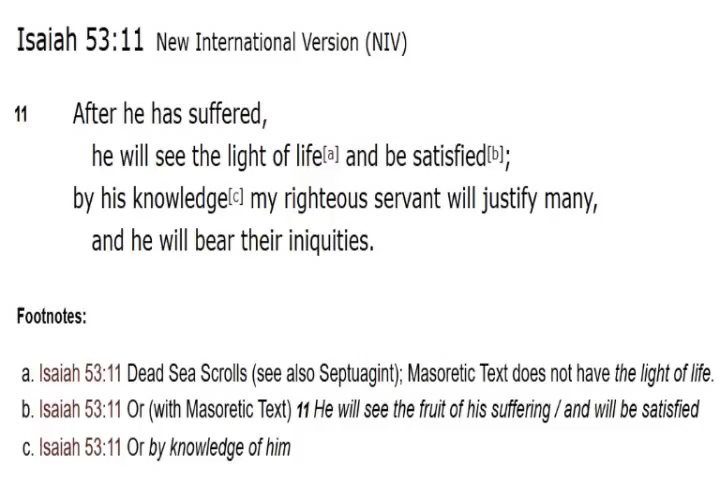 Isaiah 53:11 New International Version (NIV)
11 After he has suffered,
he will see the light of life[a] and be satisfied[b];
by his knowledge[c] my righteous servant will justify many,
and he will bear their iniquities.
Footnotes:
a. Isaiah 53:11 Dead Sea Scrolls (see also Septuagint); Masoretic Text does not have the light of life.
b. Isaiah 53:11 Or (with Masoretic Text) 11 He will see the fruit of his suffering / and will be satisfied
c. Isaiah 53:11 Or by knowledge of him